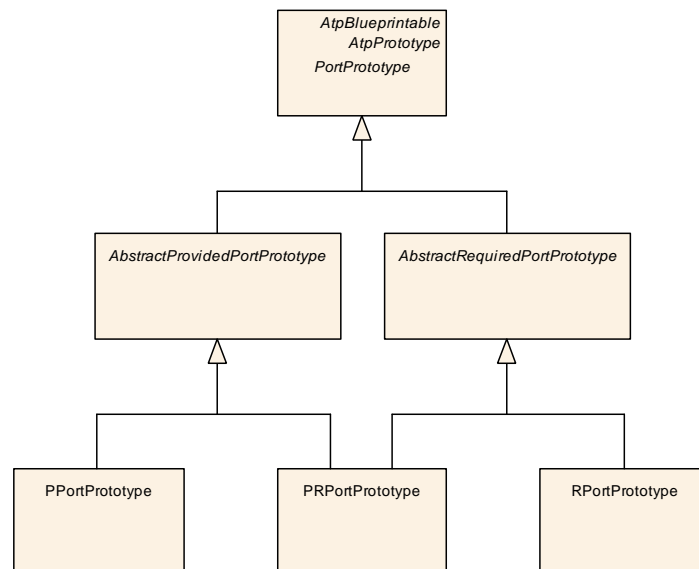 AtpBlueprintable
AtpPrototype
PortPrototype
AbstractProvidedPortPrototype
AbstractRequiredPortPrototype
PPortPrototype
PRPortPrototype
RPortPrototype